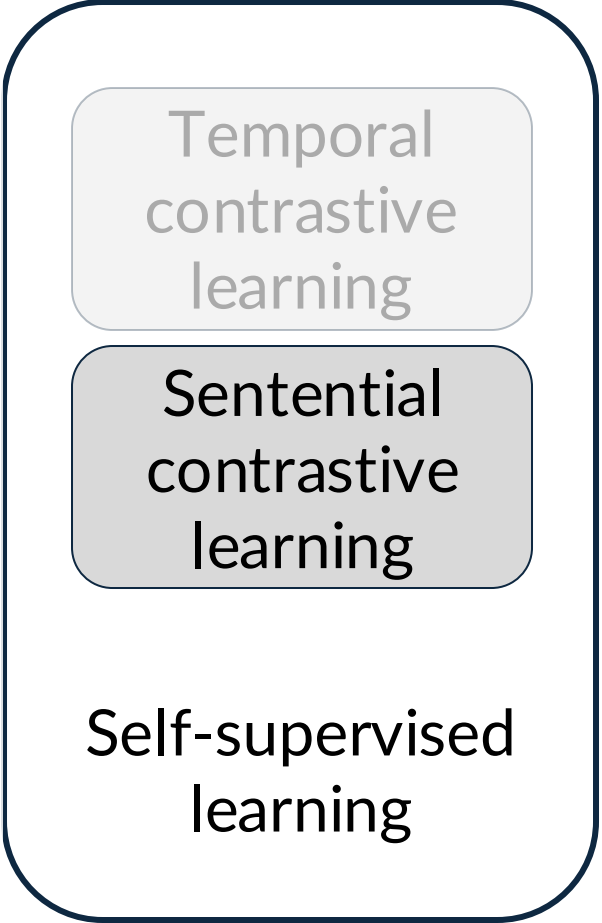 Temporal
contrastive
learning
Sentential
contrastive
learning
Self-supervised
learning